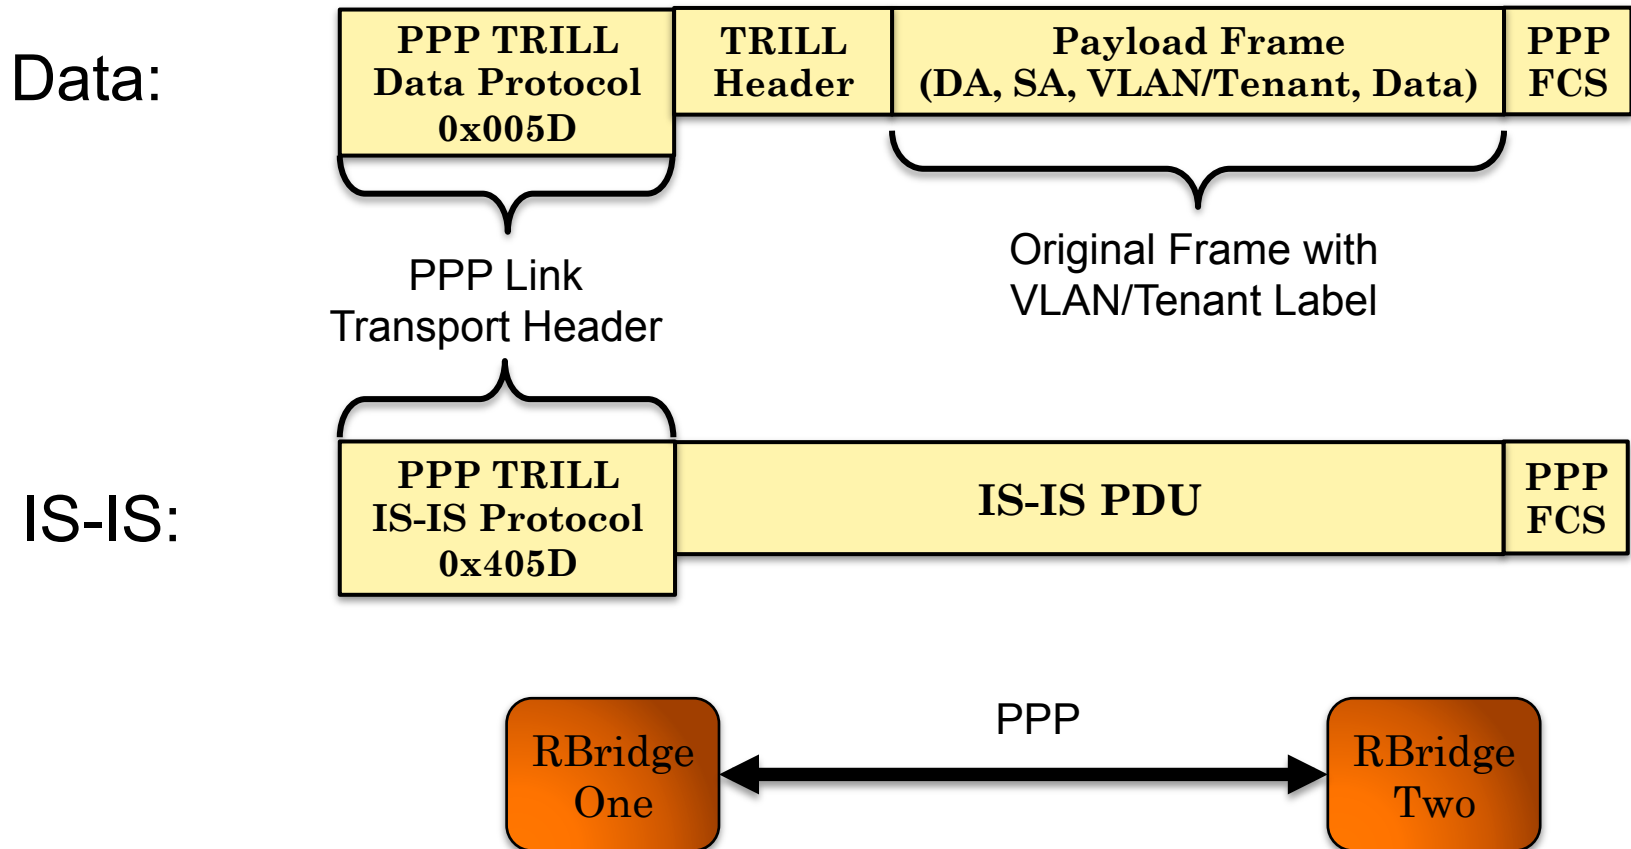 Data:
PPP TRILL
Data Protocol
0x005D
TRILL
Header
Payload Frame
(DA, SA, VLAN/Tenant, Data)
PPP
FCS
PPP Link
Transport Header
Original Frame with
VLAN/Tenant Label
IS-IS:
PPP TRILL
IS-IS Protocol
0x405D
IS-IS PDU
PPP
FCS
RBridge
One
PPP
RBridge
Two